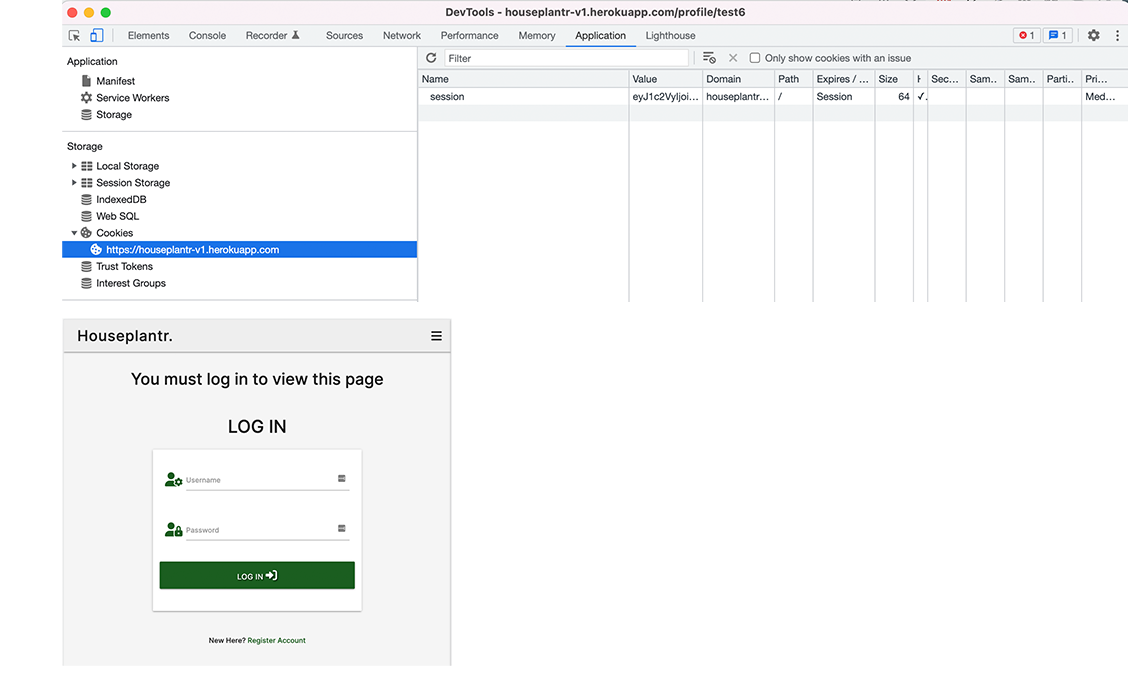 DevTools - houseplantr-v1.herokuapp.com/profile/test6
Elements Console Recorder Sources Network Performance Memory Application Lighthouse 1 1
Application
Manifest
Service Workers
Storage
Storage
Local Storage
Session Storage
IndexedDB
Web SQL
Cookies
https://houseplantr-v1.herokuapp.com
Trust Tokens
Interest Groups
Filter Only show cookies with an issue
Name Value Domain Path Expires / ... Size Sec... Sam... Sam... Parti... Pri...
session eyJ1c2VyIjoi... houseplantr... / Session 64 ✓ Med...
Houseplantr.
You must log in to view this page
LOG IN
Username
Password
LOG IN
New Here? Register Account